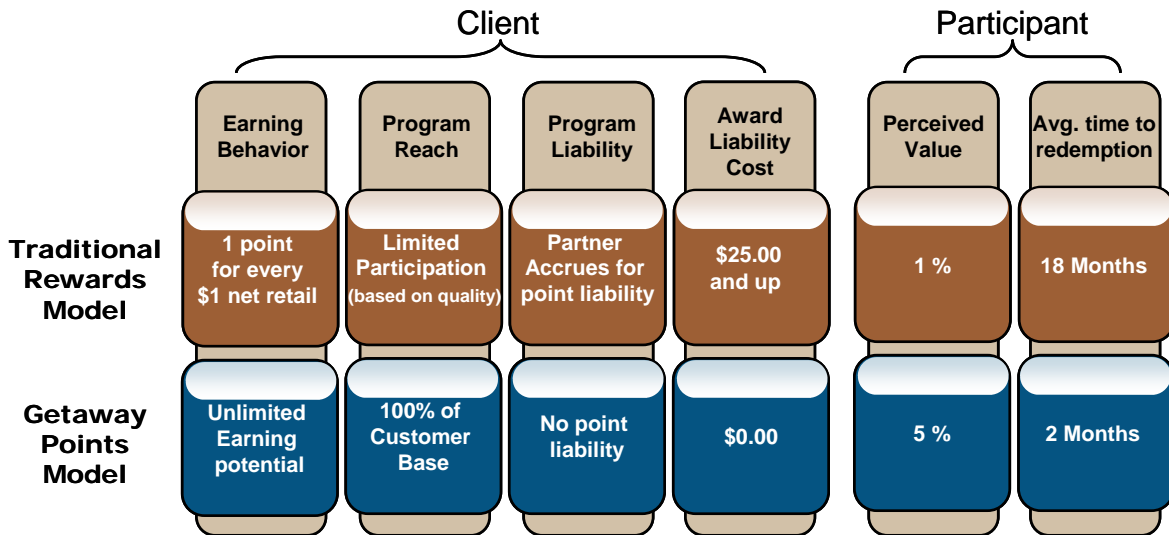 Client
Participant
Earning
Behavior
Program
Reach
Program
Liability
Award
Liability
Cost
Perceived
Value
Avg. time to
redemption
Traditional
Rewards
Model
1 point
for every
$1 net retail
Limited
Participation
(based on quality)
Partner
Accrues for
point liability
$25.00
and up
1 %
18 Months
Getaway
Points
Model
Unlimited
Earning
potential
100% of
Customer
Base
No point
liability
$0.00
5 %
2 Months